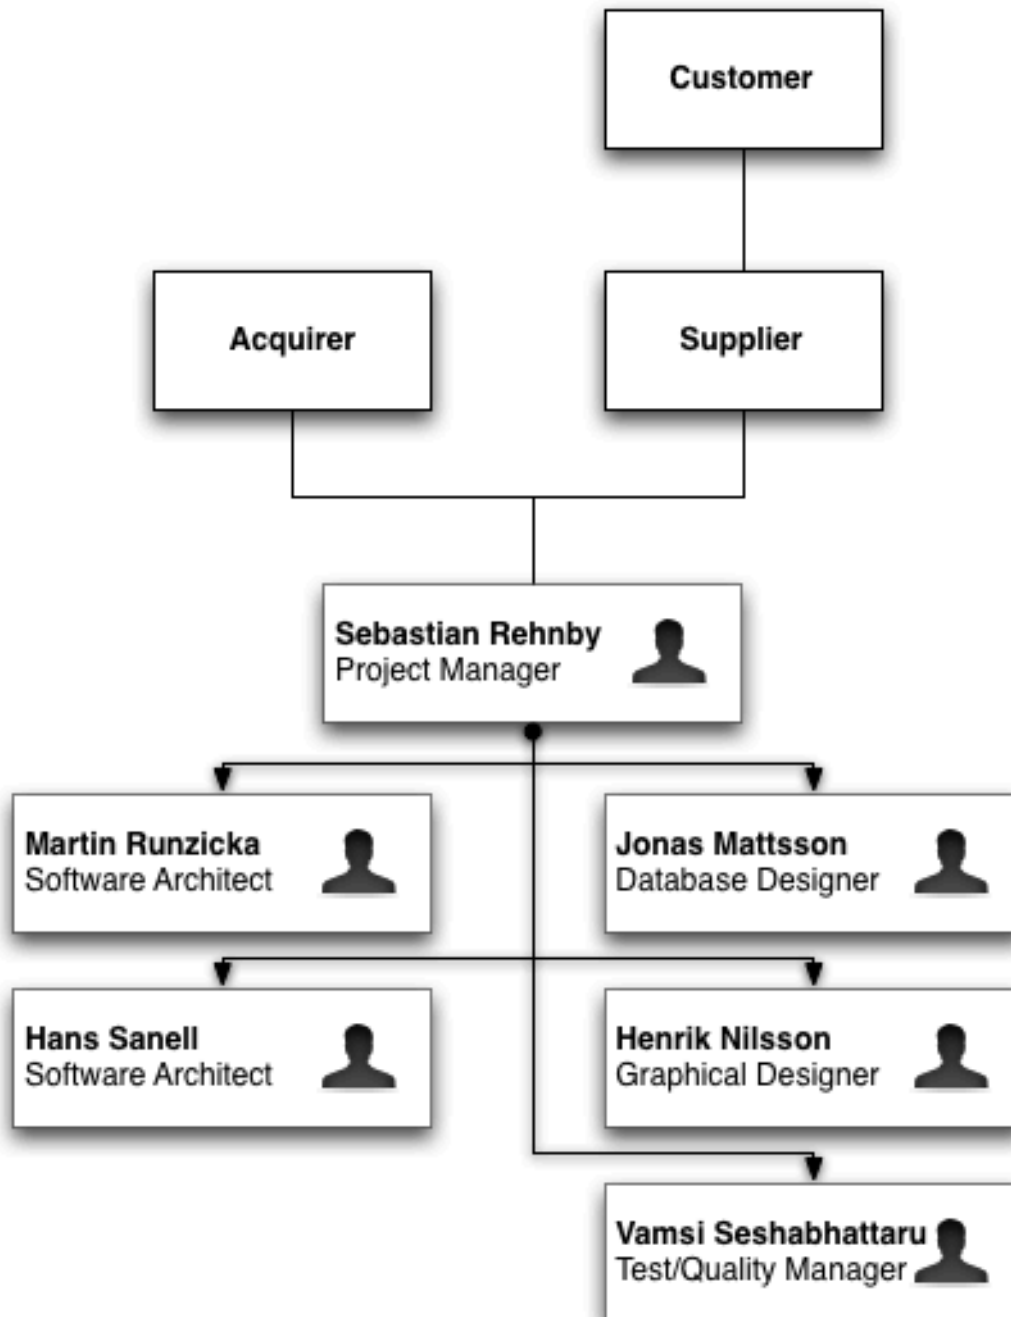 Customer
Acquirer
Supplier
Sebastian Rehnby
Project Manager
Martin Runzicka
Software Architect
Jonas Mattsson
Database Designer
Hans Sanell
Software Architect
Henrik Nilsson
Graphical Designer
Vamsi Seshabhattaru
Test/Quality Manager